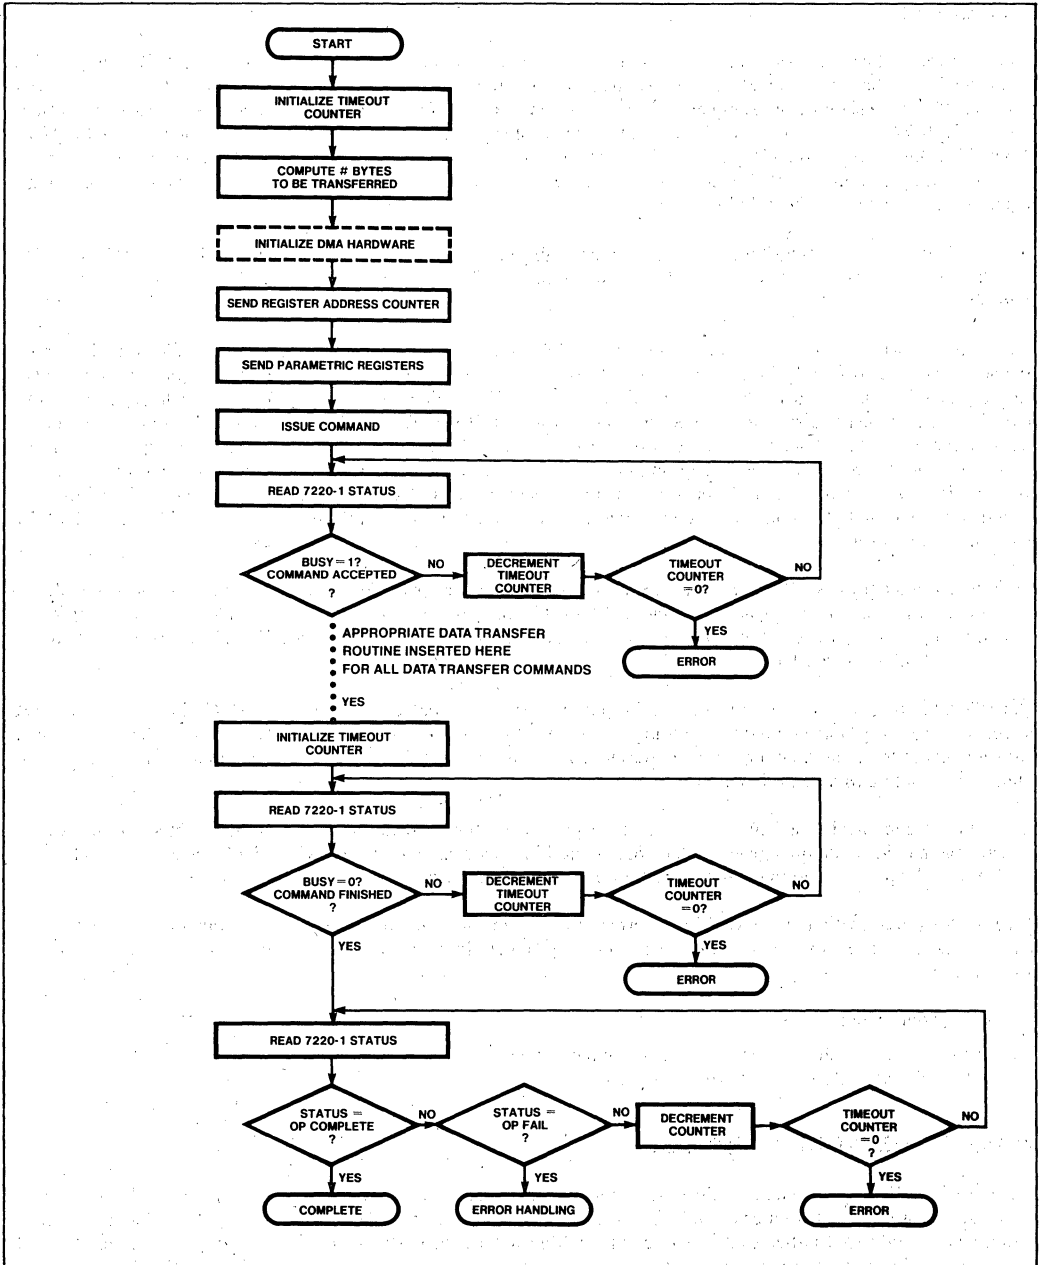 START
INITIALIZE TIMEOUT
COUNTER
COMPUTE # BYTES
TO BE TRANSFERRED
INITIALIZE DMA HARDWARE
SEND REGISTER ADDRESS COUNTER
SEND PARAMETRIC REGISTERS
ISSUE COMMAND
READ 7220-1 STATUS
BUSY = 1?
COMMAND ACCEPTED
?
NO
DECREMENT
TIMEOUT
COUNTER
TIMEOUT
COUNTER
=0?
NO
YES
ERROR
APPROPRIATE DATA TRANSFER
ROUTINE INSERTED HERE
FOR ALL DATA TRANSFER COMMANDS
YES
INITIALIZE TIMEOUT
COUNTER
READ 7220-1 STATUS
BUSY = 0?
COMMAND FINISHED
?
NO
DECREMENT
TIMEOUT
COUNTER
TIMEOUT
COUNTER
=0?
NO
YES
ERROR
YES
READ 7220-1 STATUS
STATUS =
OP COMPLETE
?
NO
STATUS =
OP FAIL
?
NO
DECREMENT
COUNTER
TIMEOUT
COUNTER
=0
?
NO
YES
COMPLETE
YES
ERROR HANDLING
YES
ERROR